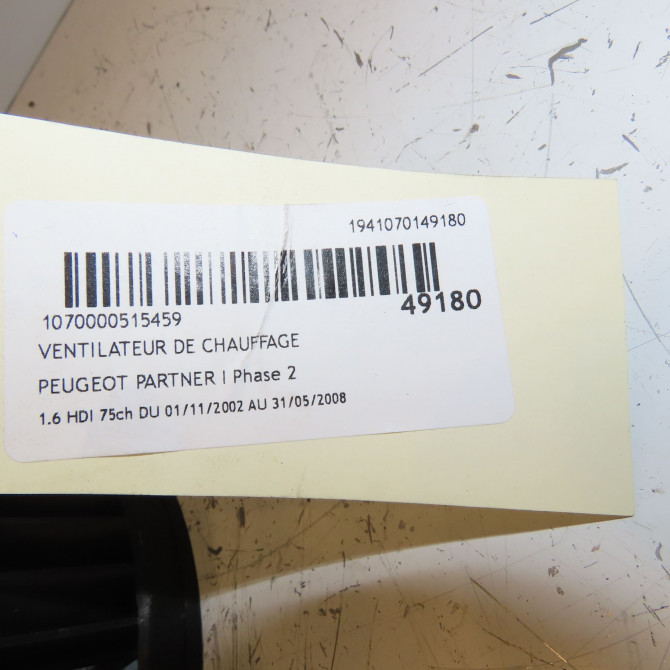 1941070149180
49180
1070000515459
VENTILATEUR DE CHAUFFAGE
PEUGEOT PARTNER I Phase 2
1.6 HDI 75ch DU 01/11/2002 AU 31/05/2008